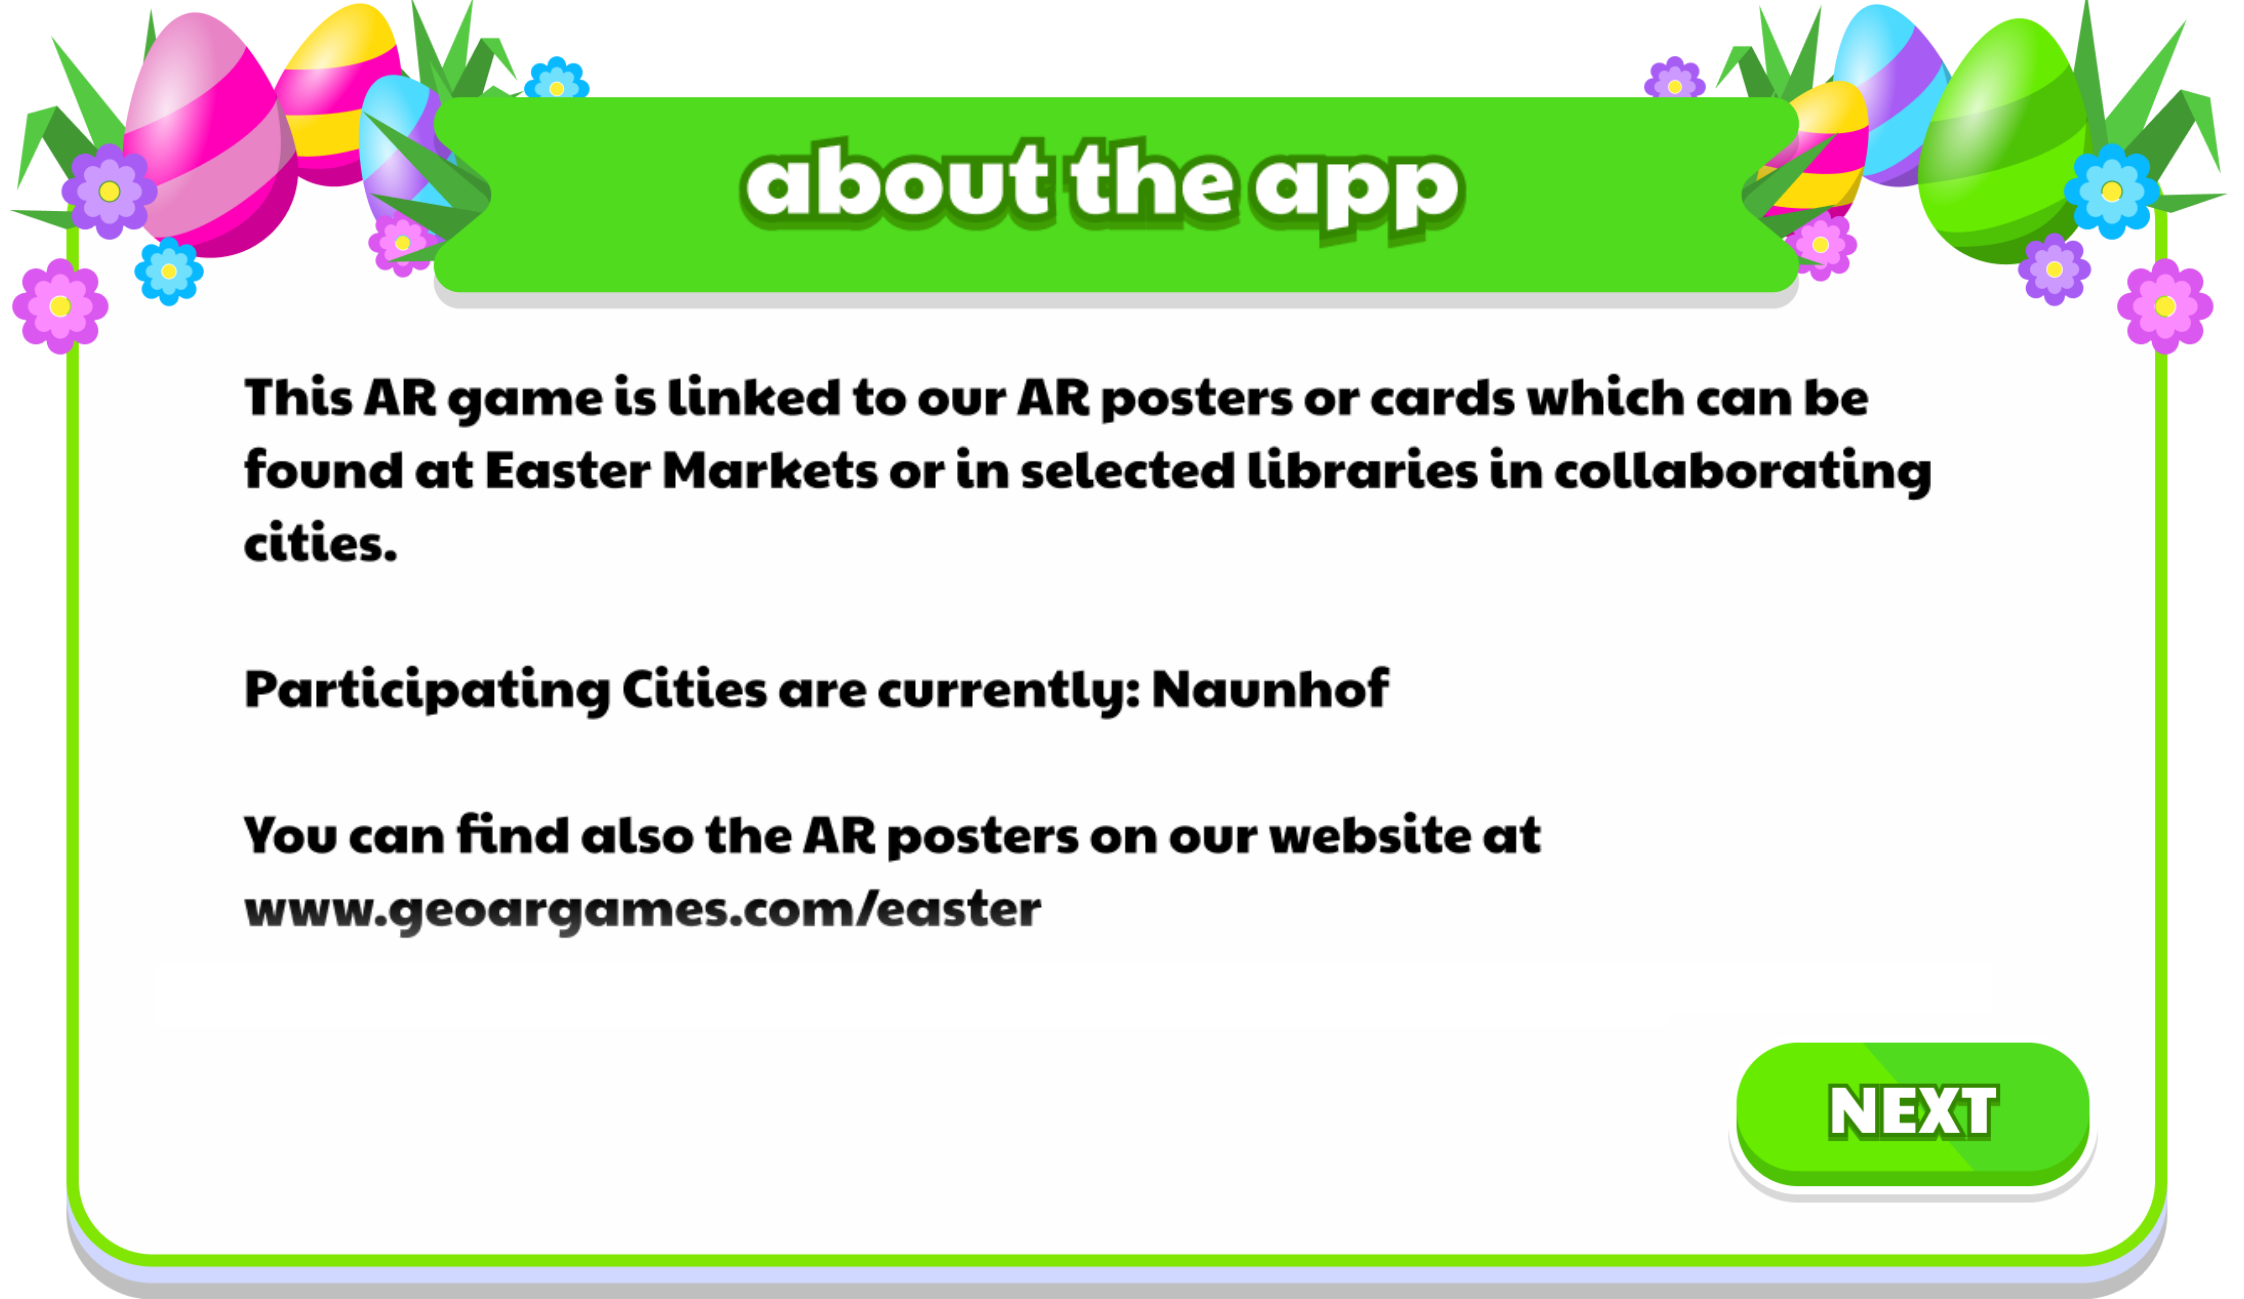 about the app
This AR game is linked to our AR posters or cards which can be
found at Easter Markets or in selected libraries in collaborating
cities.
Participating Cities are currently: Naunhof
You can find also the AR posters on our website at
www.geoargames.com/easter
NEXT